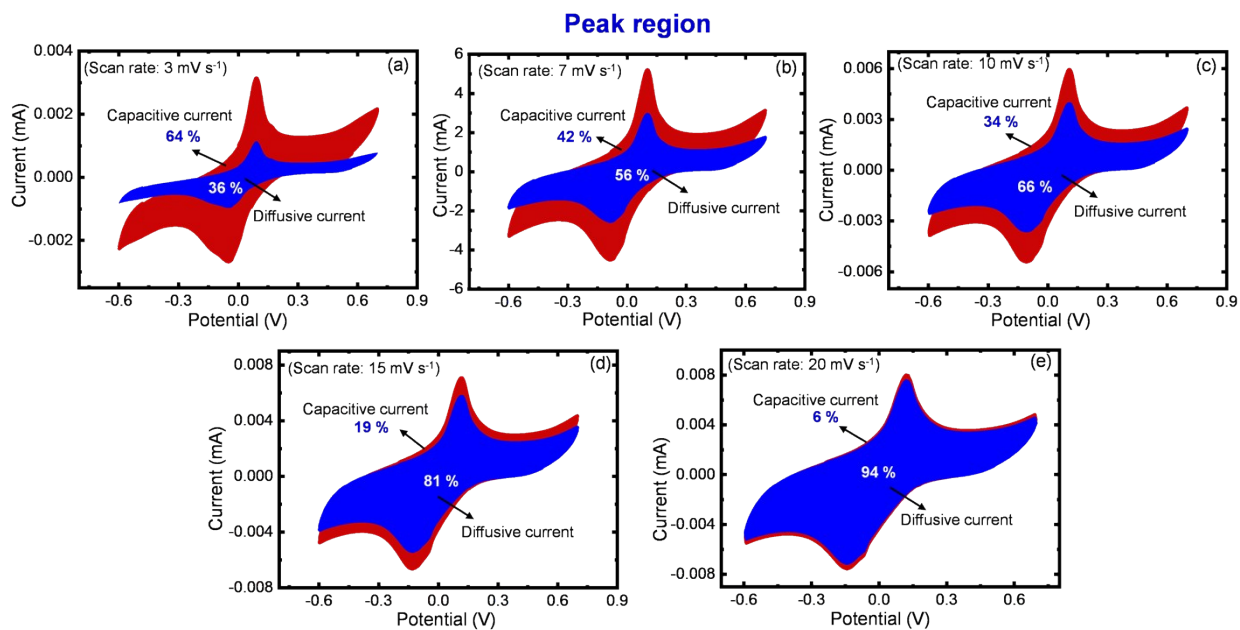 Peak region
(Scan rate: 3 mV s⁻¹)
(a)
Capacitive current
64 %
36 %
Diffusive current
0.004
0.002
0.000
-0.002
Current (mA)
-0.6 -0.3 0.0 0.3 0.6 0.9
Potential (V)
(Scan rate: 7 mV s⁻¹)
(b)
Capacitive current
42 %
56 %
Diffusive current
6
4
2
0
-2
-4
-6
Current (mA)
-0.6 -0.3 0.0 0.3 0.6 0.9
Potential (V)
(Scan rate: 10 mV s⁻¹)
(c)
Capacitive current
34 %
66 %
Diffusive current
0.006
0.003
0.000
-0.003
-0.006
Current (mA)
-0.6 -0.3 0.0 0.3 0.6 0.9
Potential (V)
(Scan rate: 15 mV s⁻¹)
(d)
Capacitive current
19 %
81 %
Diffusive current
0.008
0.004
0.000
-0.004
-0.008
Current (mA)
-0.6 -0.3 0.0 0.3 0.6 0.9
Potential (V)
(Scan rate: 20 mV s⁻¹)
(e)
Capacitive current
6 %
94 %
Diffusive current
0.008
0.004
0.000
-0.004
-0.008
Current (mA)
-0.6 -0.3 0.0 0.3 0.6
Potential (V)